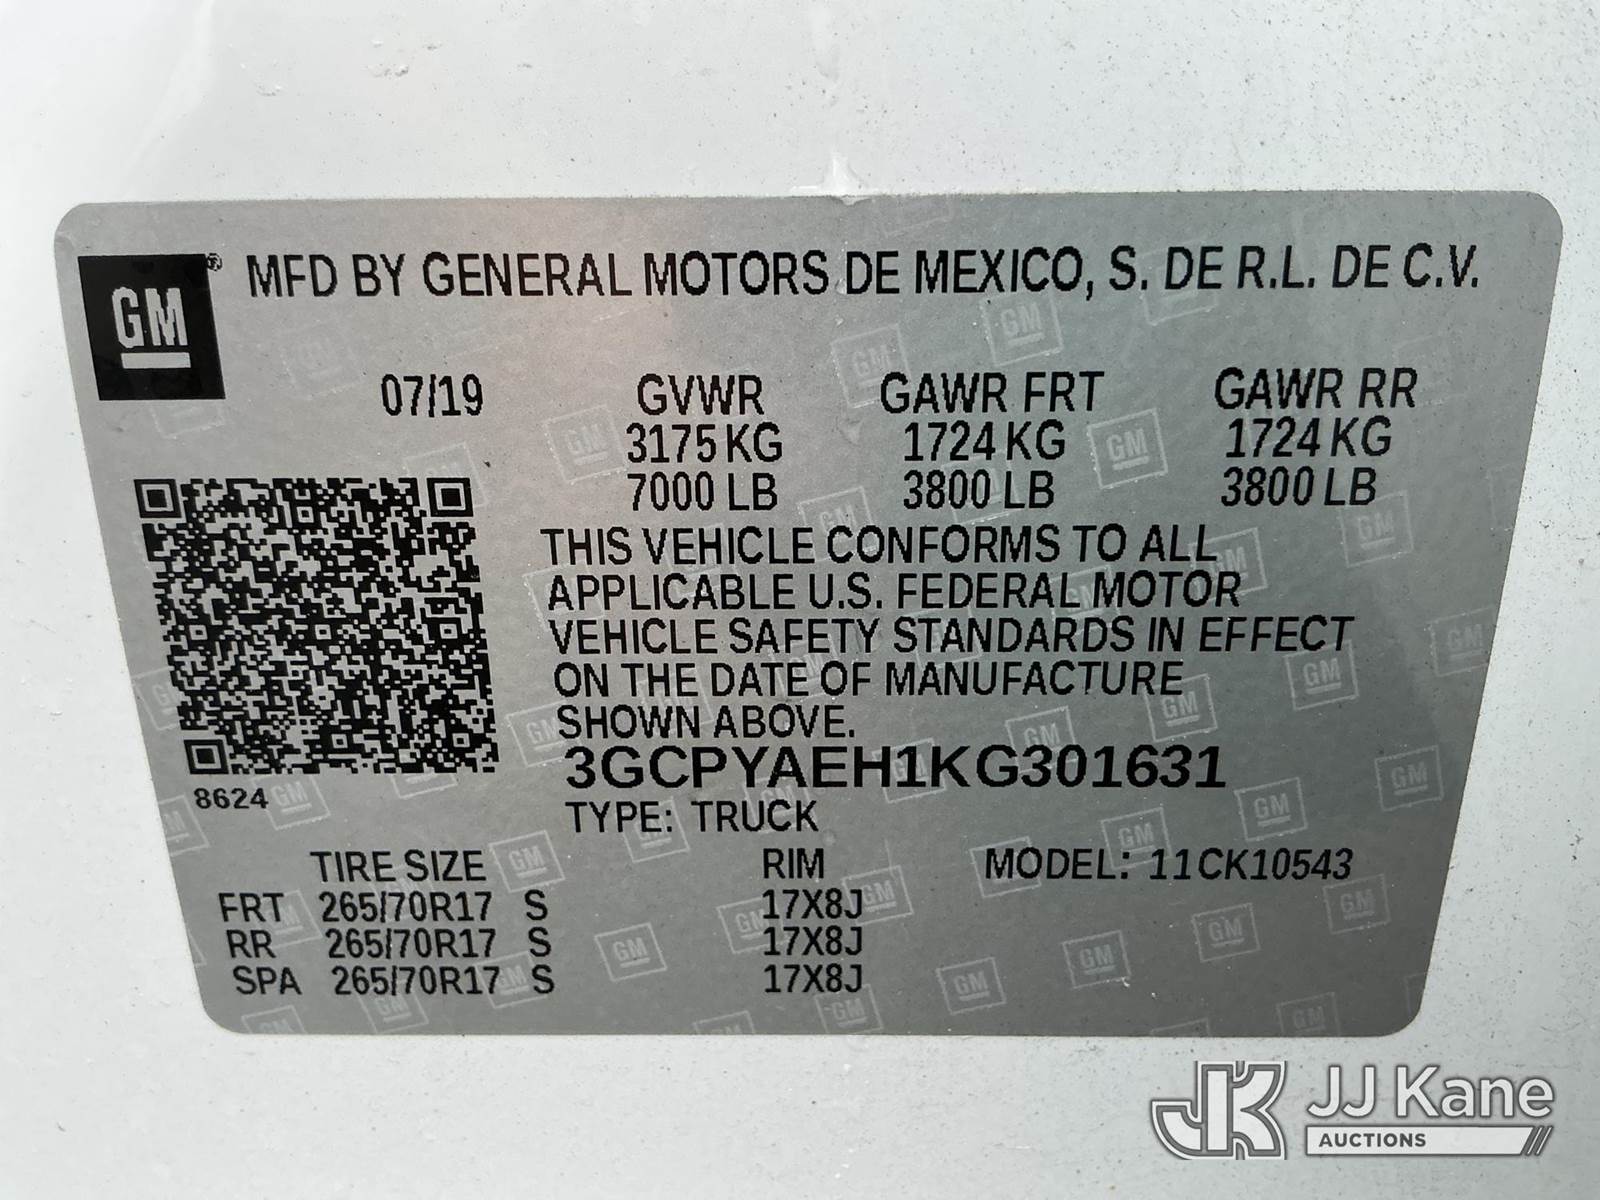 GM ® MFD BY GENERAL MOTORS DE MEXICO, S. DE R.L. DE C.V.
07/19 GVWR GAWR FRT GAWR RR
3175 KG 1724 KG 1724 KG
7000 LB 3800 LB 3800 LB
THIS VEHICLE CONFORMS TO ALL
APPLICABLE U.S. FEDERAL MOTOR
VEHICLE SAFETY STANDARDS IN EFFECT
ON THE DATE OF MANUFACTURE
SHOWN ABOVE.
3GCPYAEH1KG301631
8624
TYPE: TRUCK
TIRE SIZE RIM MODEL: 11CK10543
FRT 265/70R17 S 17X8J
RR 265/70R17 S 17X8J
SPA 265/70R17 S 17X8J
JK JJ Kane
AUCTIONS